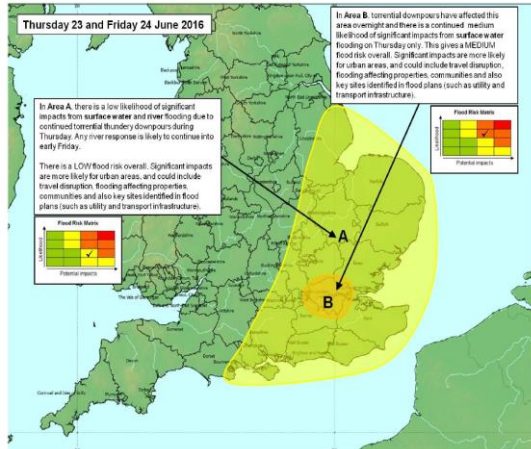 Thursday 23 and Friday 24 June 2016
In Area B, torrential downpours have affected this
area overnight and there is a continued medium
likelihood of significant impacts from surface water
flooding on Thursday only. This gives a MEDIUM
flood risk overall. Significant impacts are more likely
for urban areas, and could include travel disruption,
flooding affecting properties, communities and also
key sites identified in flood plans (such as utility and
transport infrastructure).
In Area A, there is a low likelihood of significant
impacts from surface water and river flooding due to
continued torrential thundery downpours during
Thursday. Any river response is likely to continue into
early Friday.
There is a LOW flood risk overall. Significant impacts
are more likely for urban areas, and could include
travel disruption, flooding affecting properties,
communities and also key sites identified in flood
plans (such as utility and transport infrastructure).
Flood Risk Matrix
Likelihood
Potential impacts
Flood Risk Matrix
Likelihood
Potential impacts
A
B
Devon
Dorset
Kent